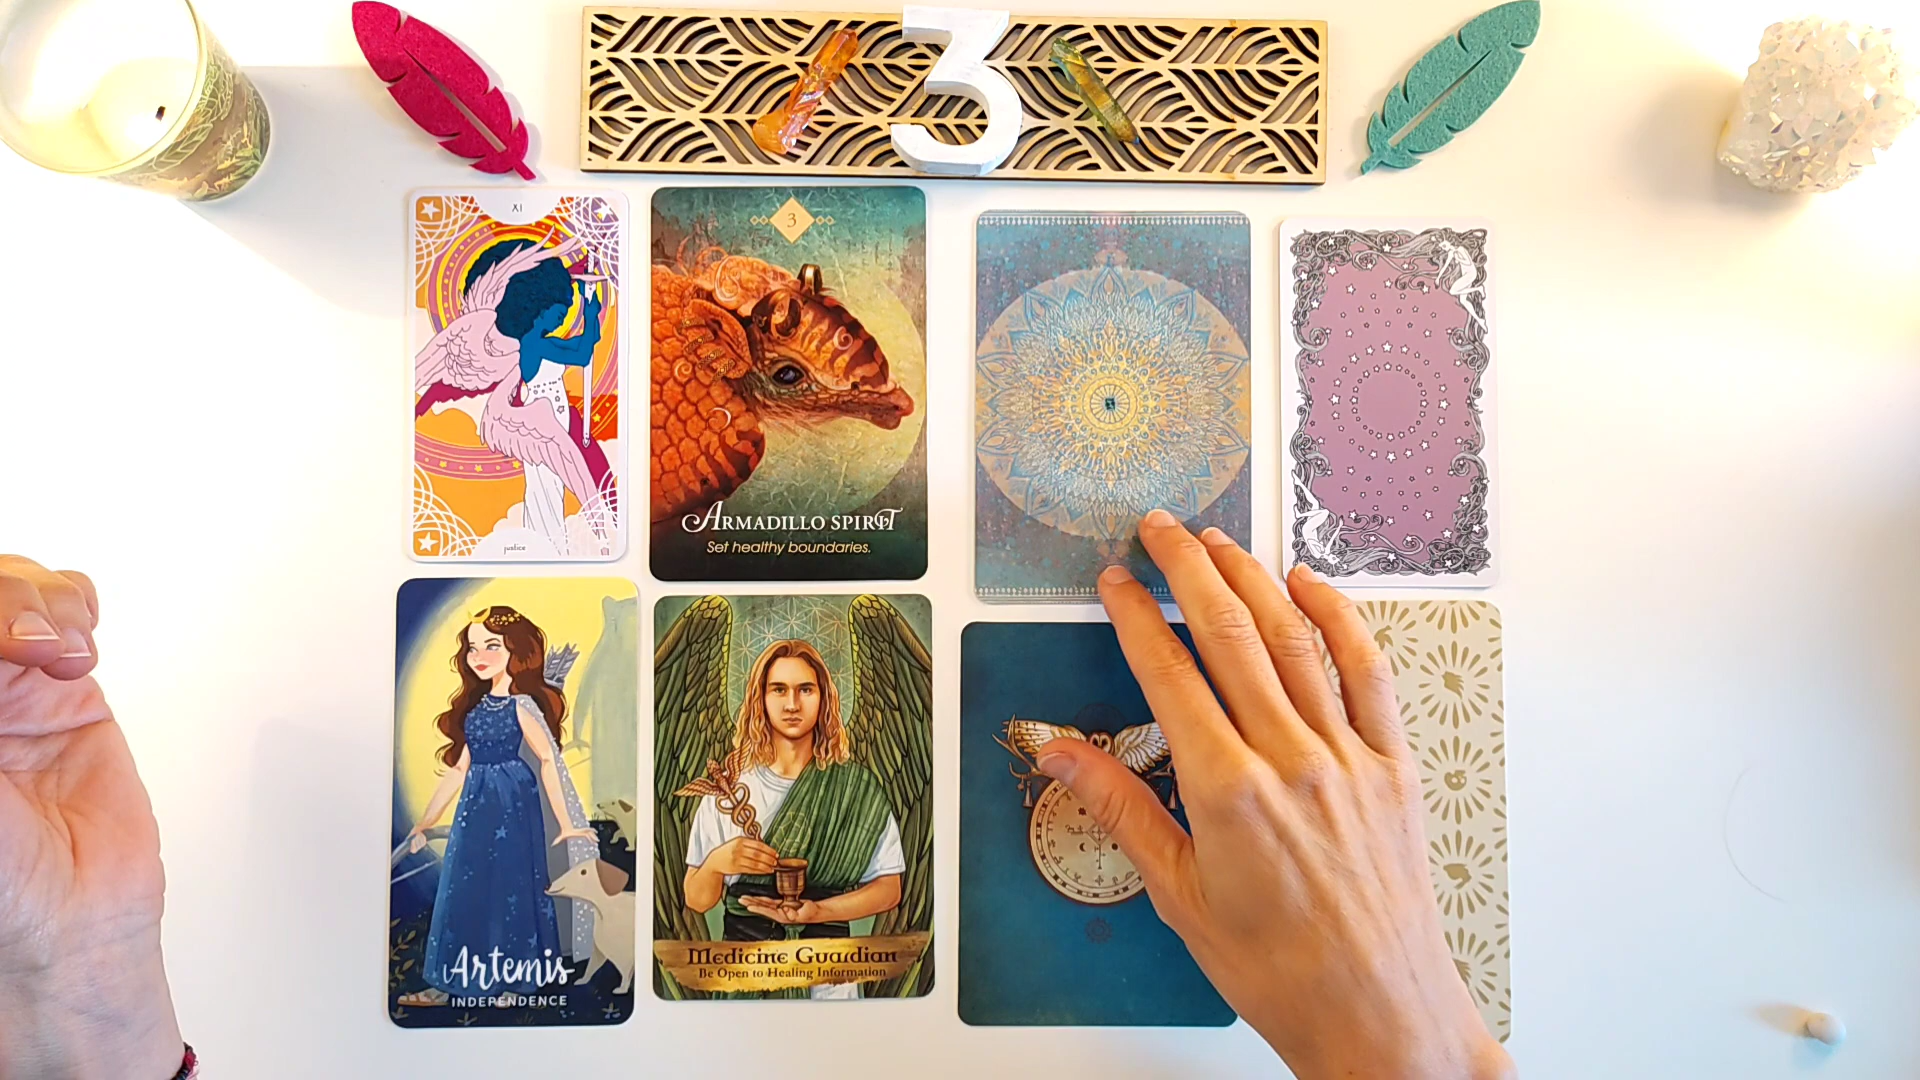 3
XI
justice
3
ARMADILLO SPIRIT
Set healthy boundaries.
Artemis
INDEPENDENCE
Medicine Guardian
Be Open to Healing Information